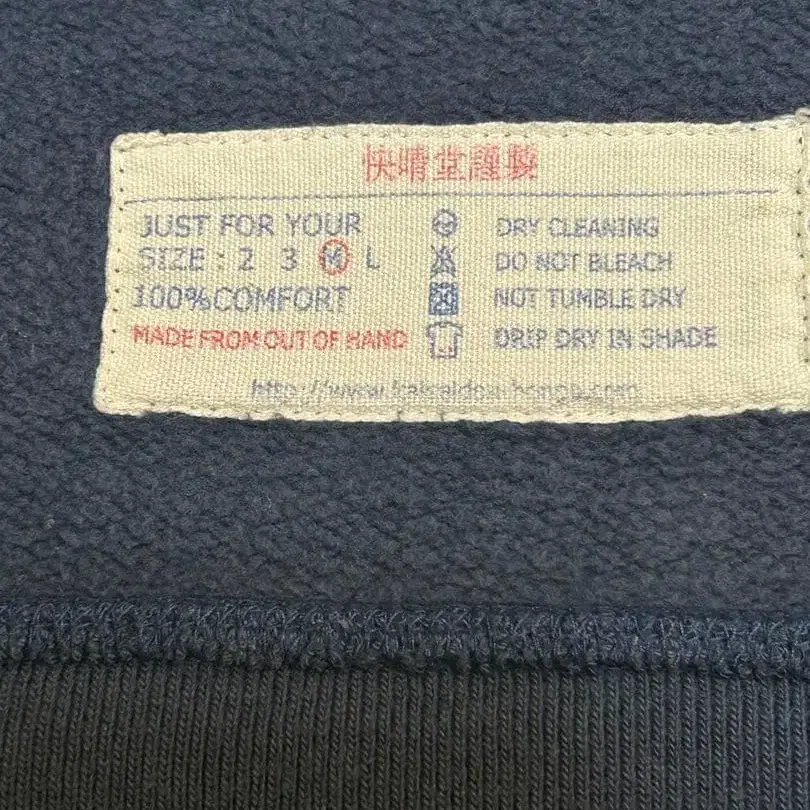 快晴堂謹製
JUST FOR YOUR
SIZE : 2 3 M L
100%COMFORT
MADE FROM OUT OF HAND
DRY CLEANING
DO NOT BLEACH
NOT TUMBLE DRY
DRIP DRY IN SHADE